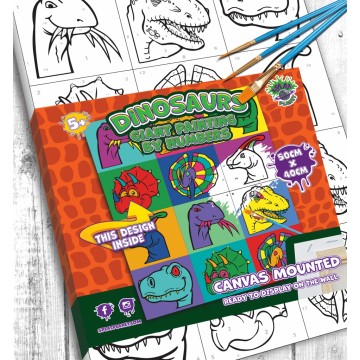 5+
DINOSAURS
GIANT PAINTING
BY NUMBERS
50CM
X
40CM
THIS DESIGN
INSIDE
CANVAS MOUNTED
READY TO DISPLAY ON THE WALL